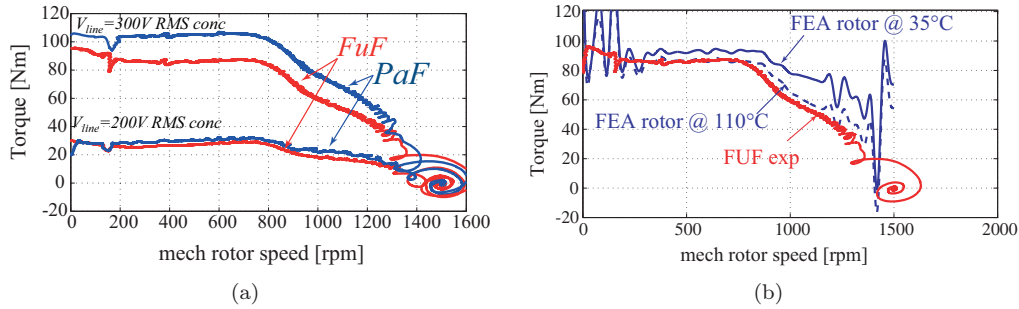 V_line=300V RMS conc
FuF
PaF
V_line=200V RMS conc
Torque [Nm]
120
100
80
60
40
20
0
-20
0
200
400
600
800
1000
1200
1400
1600
mech rotor speed [rpm]
(a)
FEA rotor @ 35°C
FEA rotor @ 110°C
FUF exp
Torque [Nm]
120
100
80
60
40
20
0
-20
0
500
1000
1500
2000
mech rotor speed [rpm]
(b)